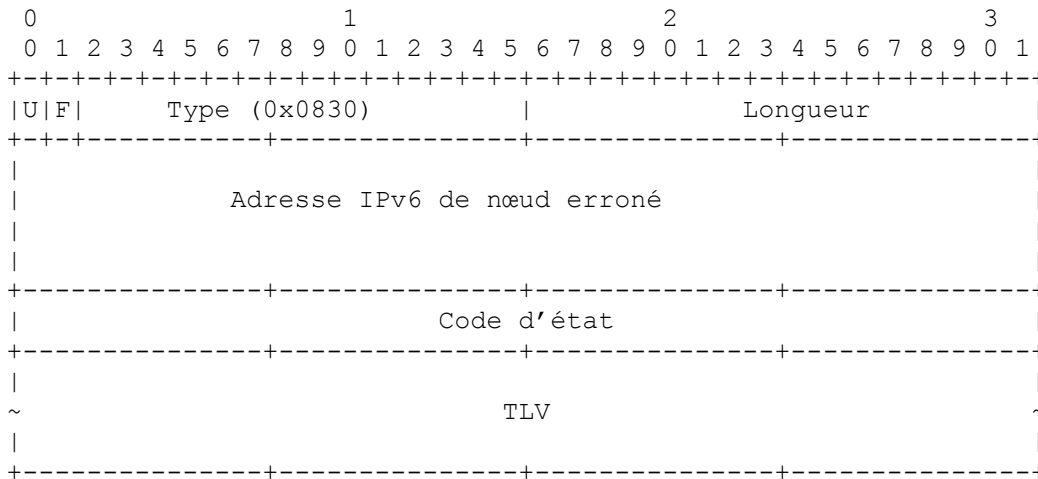 0                   1                   2                   3
0 1 2 3 4 5 6 7 8 9 0 1 2 3 4 5 6 7 8 9 0 1 2 3 4 5 6 7 8 9 0 1
+-+-+-+-+-+-+-+-+-+-+-+-+-+-+-+-+-+-+-+-+-+-+-+-+-+-+-+-+-+-+-+-+
|U|F|     Type (0x0830)         |             Longueur          |
+-+-+-----------+---------------+---------------+---------------+
|                                                               |
|             Adresse IPv6 de nœud erroné                       |
|                                                               |
|                                                               |
+---------------+---------------+---------------+---------------+
|                          Code d’état                          |
+---------------+---------------+---------------+---------------+
|                                                               |
~                              TLV                              ~
|                                                               |
+---------------+---------------+---------------+---------------+